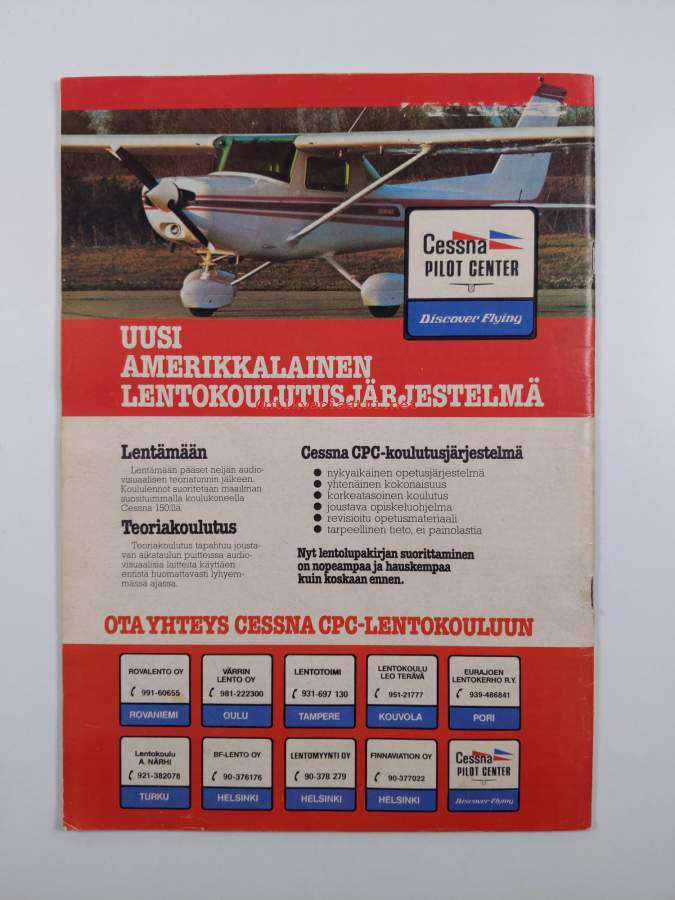 Cessna
PILOT CENTER
Discover Flying
UUSI
AMERIKKALAINEN
LENTOKOULUTUSJÄRJESTELMÄ
Lentämään
Lentämään pääset neljän audio-
visuaalisen teoriatunnin jälkeen.
Koululennot suoritetaan maailman
suosituimmalla koulukoneella
Cessna 150:llä.
Teoriakoulutus
Teoriakoulutus tapahtuu jousta-
van aikataulun puitteissa audio-
visuaalisia laitteita käyttäen
entistä huomattavasti lyhyem-
mässä ajassa.
Cessna CPC-koulutusjärjestelmä
● nykyaikainen opetusjärjestelmä
● yhtenäinen kokonaisuus
● korkeatasoinen koulutus
● joustava opiskeluohjelma
● revisioitu opetusmateriaali
● tarpeellinen tieto, ei painolastia
Nyt lentolupakirjan suorittaminen
on nopeampaa ja hauskempaa
kuin koskaan ennen.
OTA YHTEYS CESSNA CPC-LENTOKOULUUN
ROVALENTO OY
991-60655
ROVANIEMI
VÄRRIN
LENTO OY
981-222300
OULU
LENTOTOIMI
931-697 130
TAMPERE
LENTOKOULU
LEO TERÄVÄ
951-21777
KOUVOLA
EURAJOEN
LENTOKERHO R.Y.
939-486841
PORI
Lentokoulu
A. NÄRHI
921-382078
TURKU
BF-LENTO OY
90-376176
HELSINKI
LENTOMYYNTI OY
90-378 279
HELSINKI
FINNAVIATION OY
90-377022
HELSINKI
Cessna
PILOT CENTER
Discover Flying